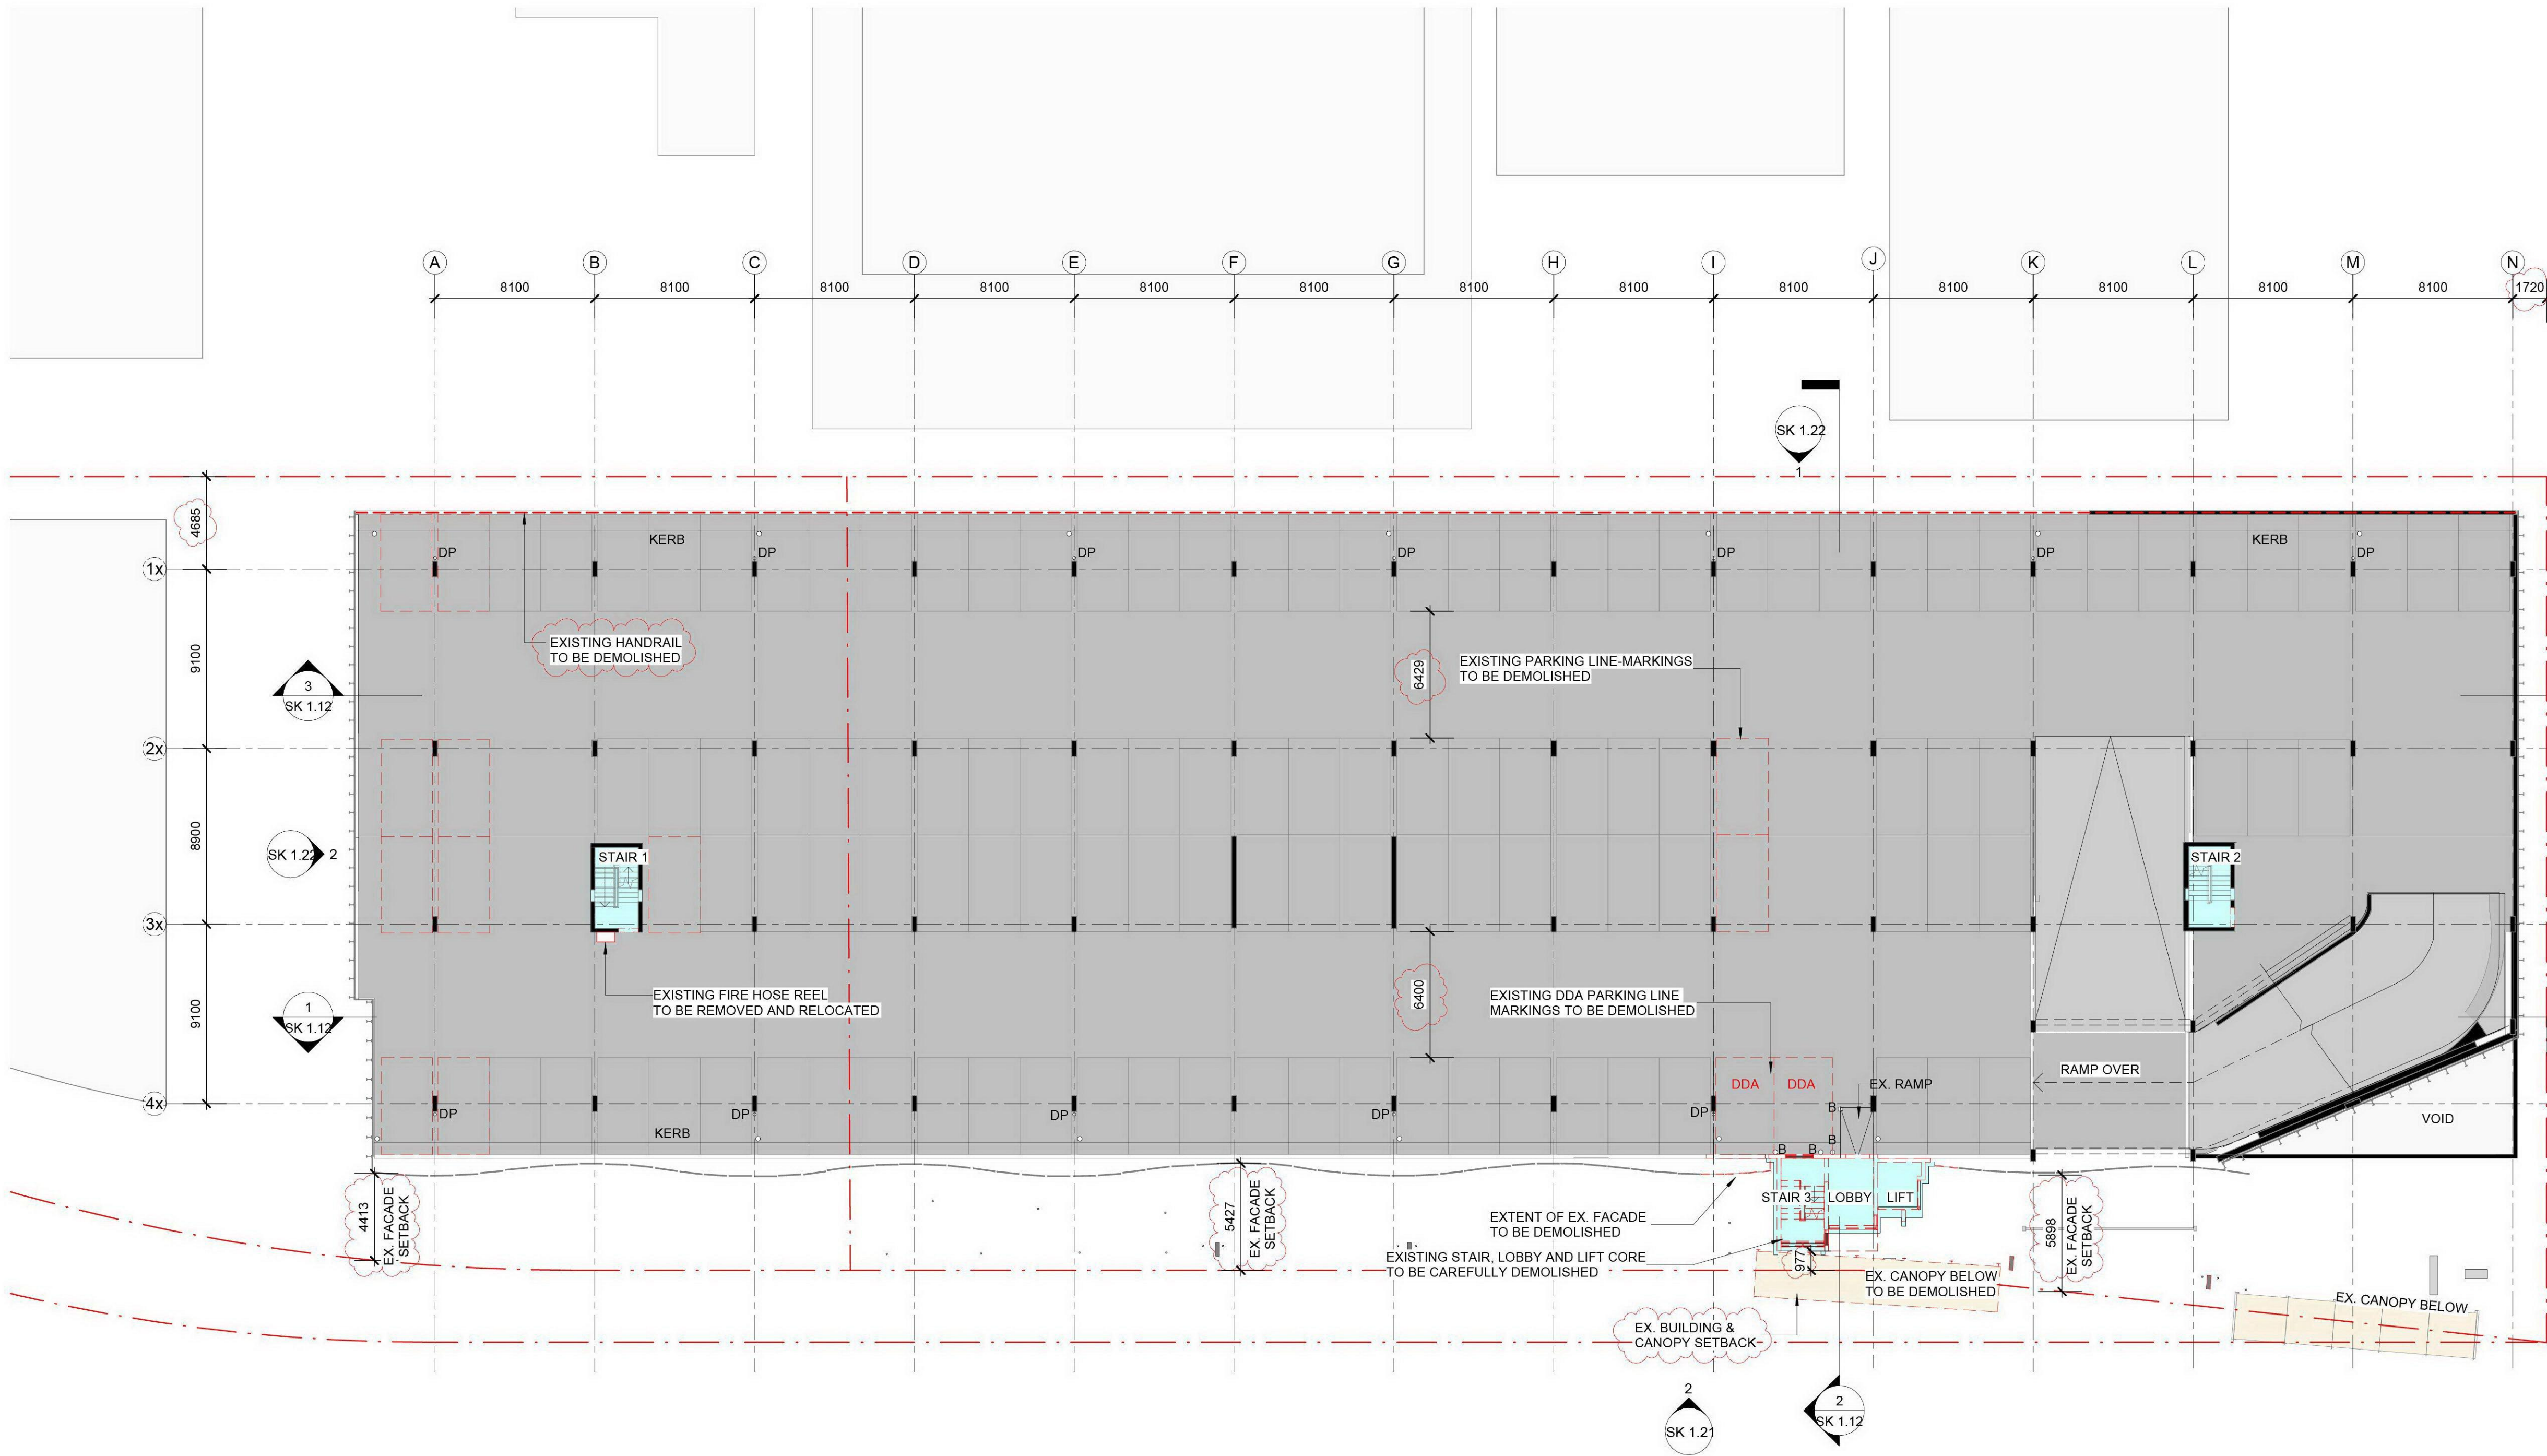 A
B
C
D
E
F
G
H
I
J
K
L
M
N
8100
8100
8100
8100
8100
8100
8100
8100
8100
8100
8100
8100
8100
1720
SK 1.22
1
4685
KERB
KERB
DP
DP
DP
DP
DP
DP
DP
1x
EXISTING HANDRAIL
TO BE DEMOLISHED
9100
6429
EXISTING PARKING LINE-MARKINGS
TO BE DEMOLISHED
3
SK 1.12
2x
8900
SK 1.22
2
STAIR 1
STAIR 2
3x
EXISTING FIRE HOSE REEL
TO BE REMOVED AND RELOCATED
6400
EXISTING DDA PARKING LINE
MARKINGS TO BE DEMOLISHED
1
SK 1.12
9100
RAMP OVER
DDA
DDA
EX. RAMP
4x
DP
DP
DP
DP
DP
B
VOID
KERB
B
B
B
STAIR 3
LOBBY
LIFT
4413
EX. FACADE
SETBACK
5427
EX. FACADE
SETBACK
EXTENT OF EX. FACADE
TO BE DEMOLISHED
5898
EX. FACADE
SETBACK
EXISTING STAIR, LOBBY AND LIFT CORE
TO BE CAREFULLY DEMOLISHED
977
EX. CANOPY BELOW
TO BE DEMOLISHED
EX. CANOPY BELOW
EX. BUILDING &
CANOPY SETBACK
2
SK 1.21
2
SK 1.12